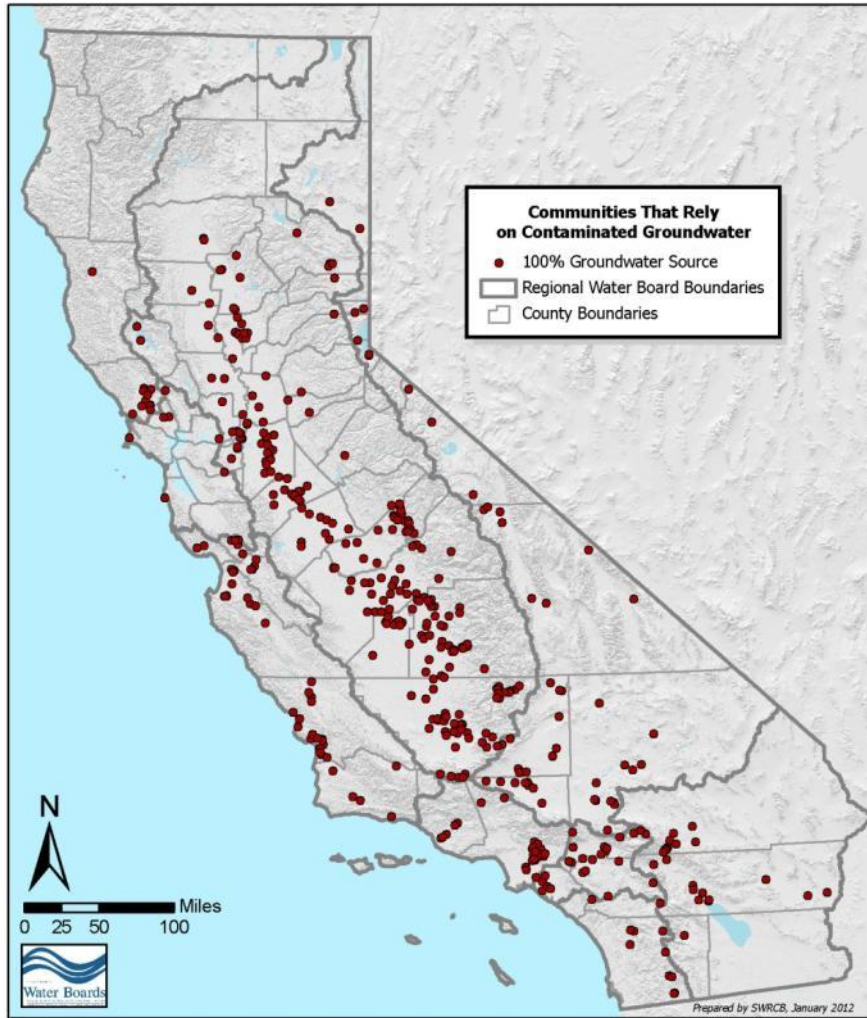 Communities That Rely
on Contaminated Groundwater
100% Groundwater Source
Regional Water Board Boundaries
County Boundaries
N
Miles
0 25 50 100
Water Boards
Prepared by SWRCB, January 2012